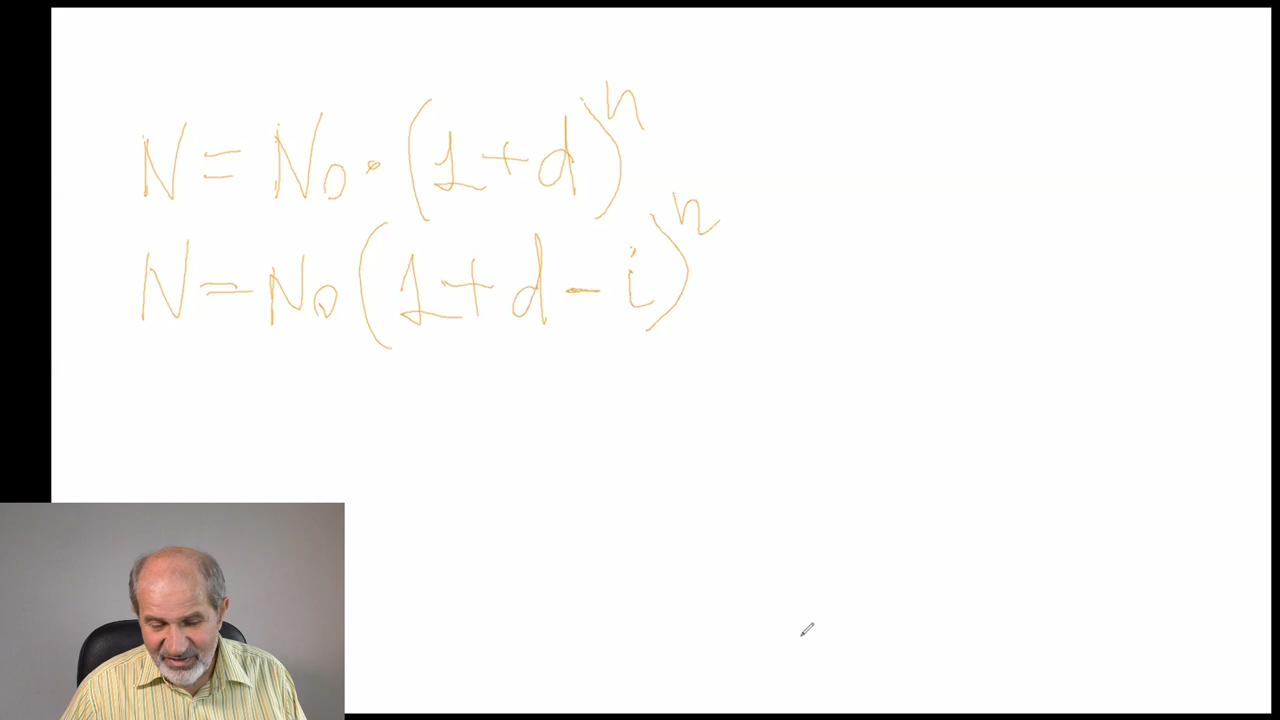 N = N₀ · (1 + d)ⁿ
N = N₀ (1 + d - i)ⁿ